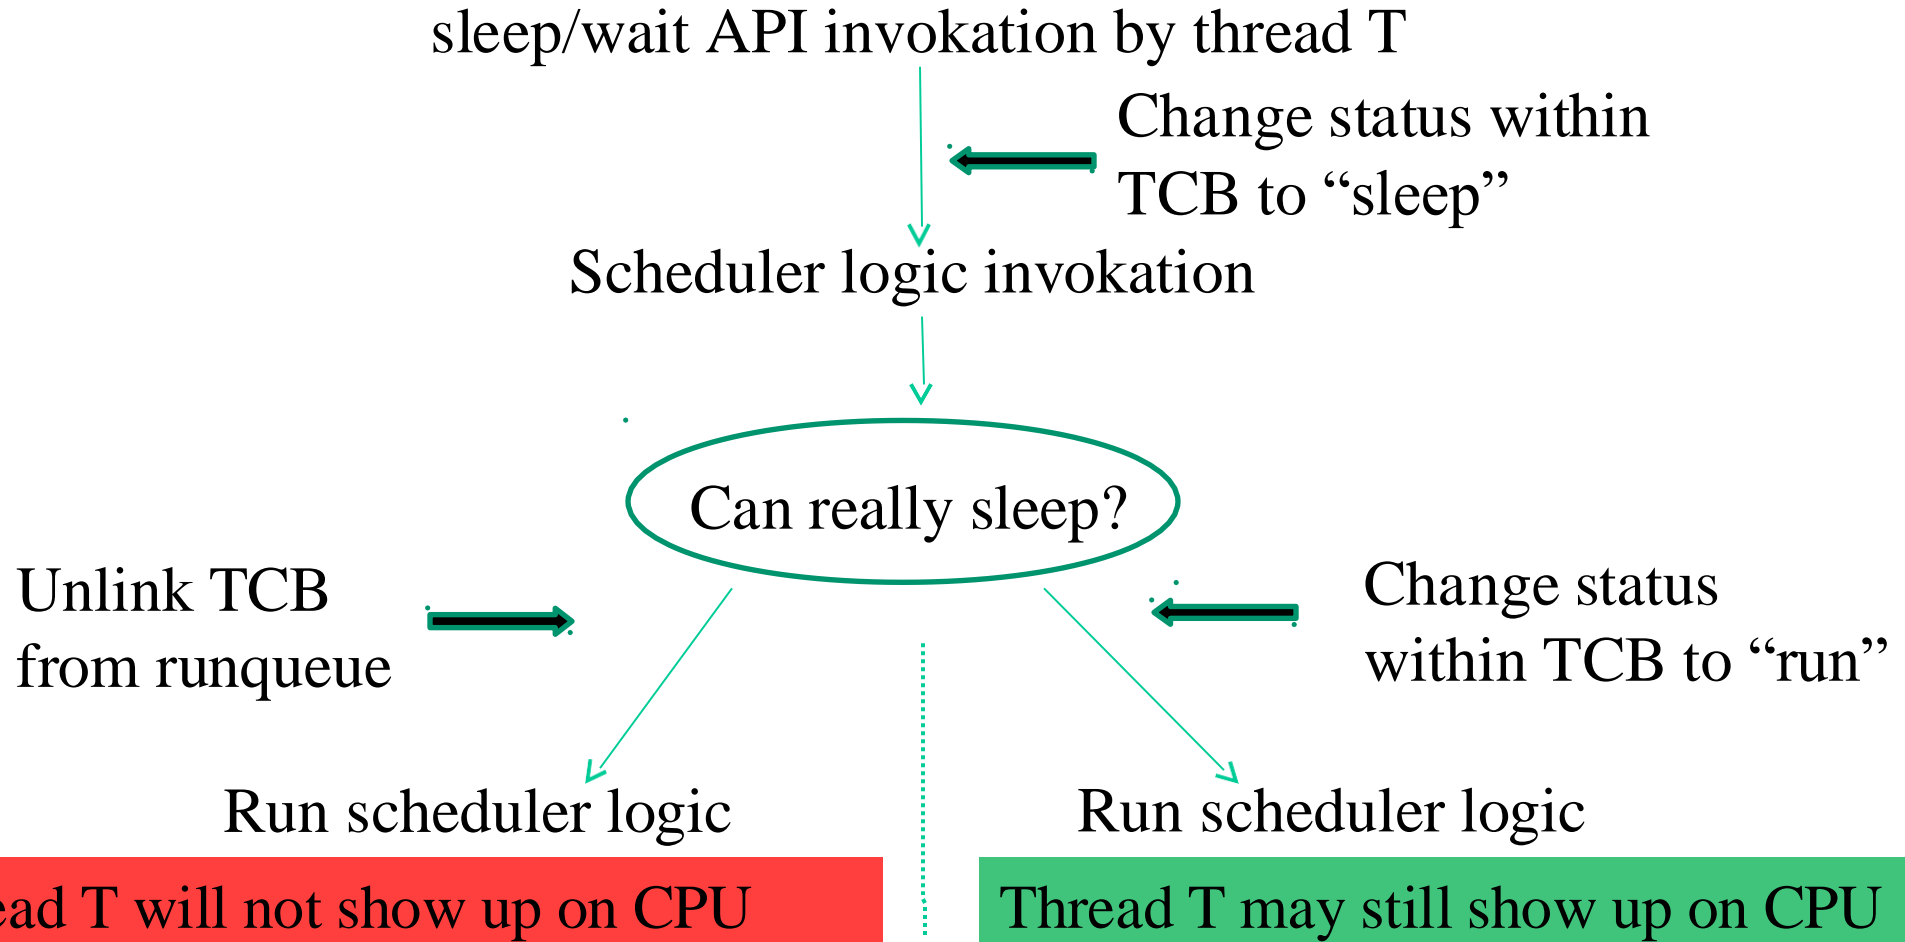 sleep/wait API invokation by thread T
Change status within
TCB to “sleep”
Scheduler logic invokation
Can really sleep?
Unlink TCB
from runqueue
Change status
within TCB to “run”
Run scheduler logic
Run scheduler logic
T will not show up on CPU
Thread T may still show up on CPU